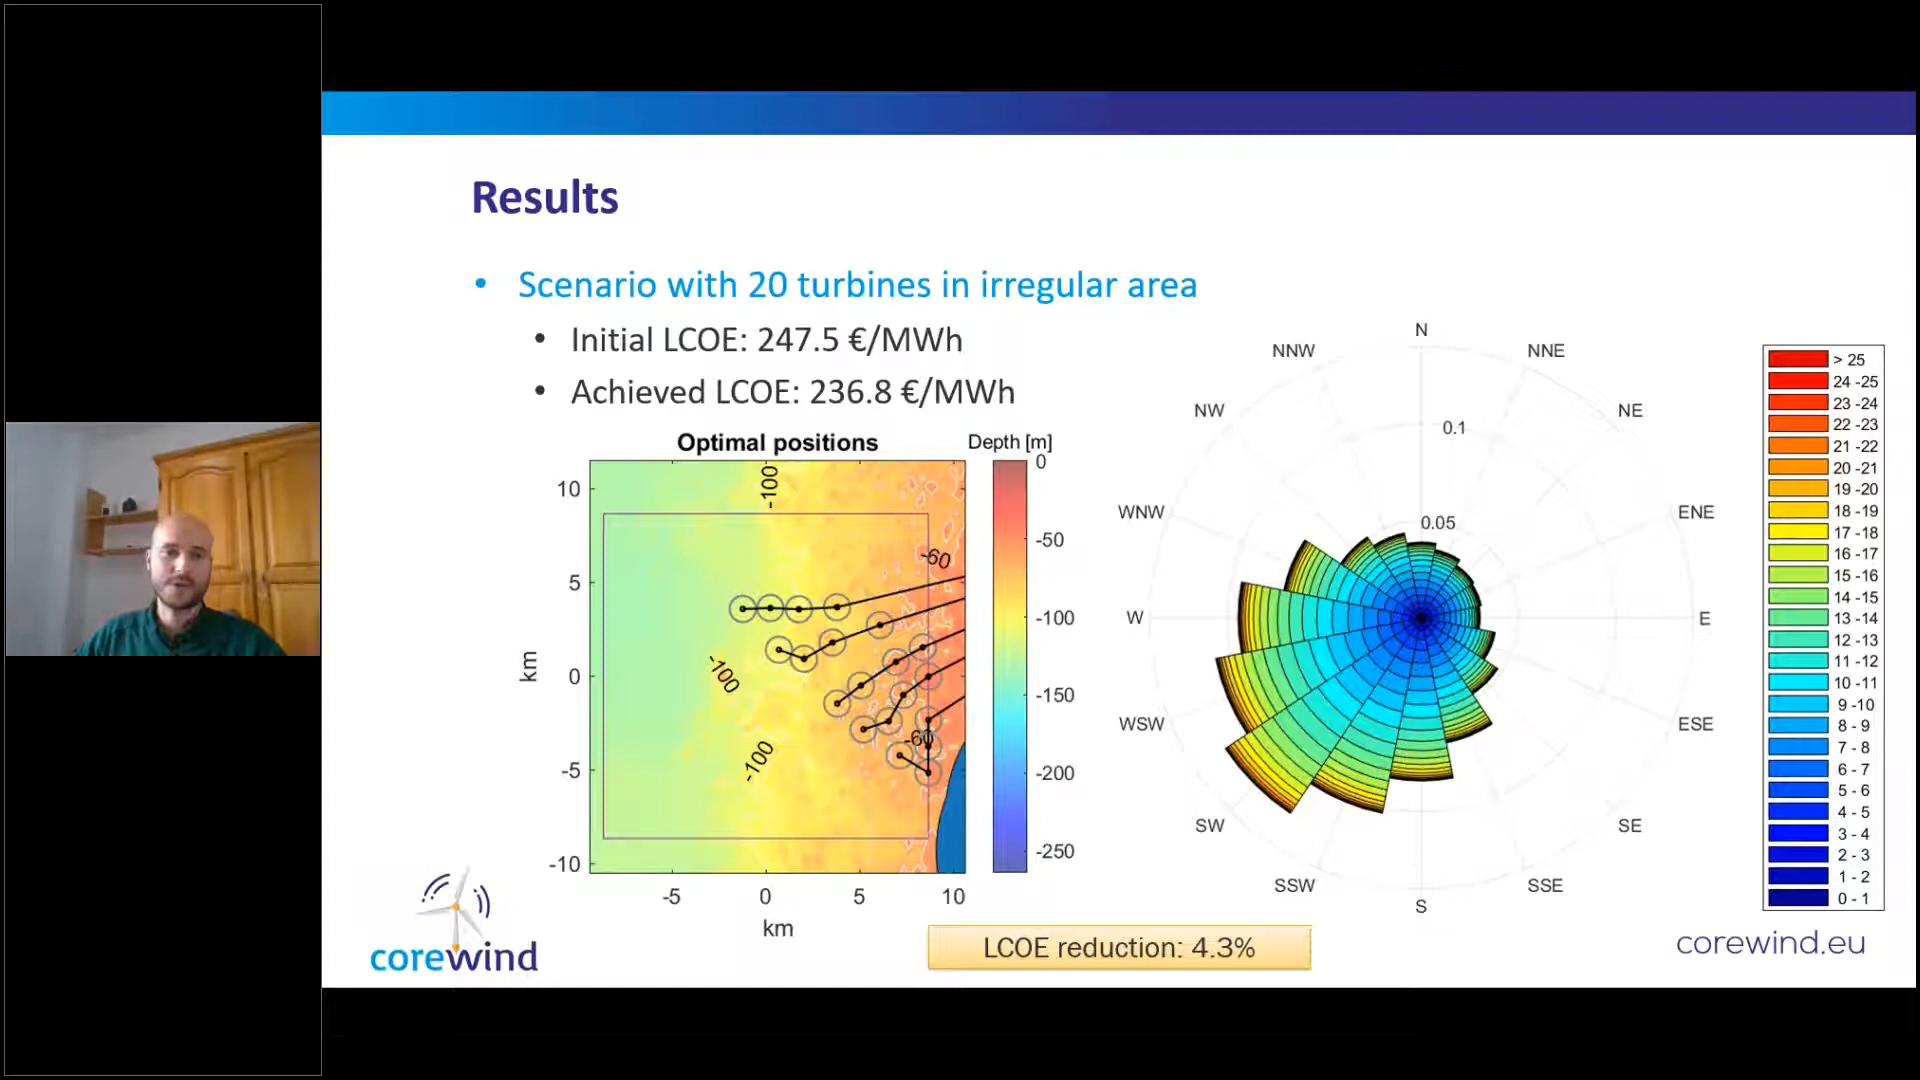 Results
• Scenario with 20 turbines in irregular area
• Initial LCOE: 247.5 €/MWh
• Achieved LCOE: 236.8 €/MWh
Optimal positions
Depth [m]
10
5
0
-5
-10
km
-5
0
5
10
km
-100
-60
-100
-60
-100
0
-50
-100
-150
-200
-250
N
NNE
NE
ENE
E
ESE
SE
SSE
S
SSW
SW
WSW
W
WNW
NW
NNW
0.1
0.05
> 25
24 -25
23 -24
22 -23
21 -22
20 -21
19 -20
18 -19
17 -18
16 -17
15 -16
14 -15
13 -14
12 -13
11 -12
10 -11
9 -10
8 - 9
7 - 8
6 - 7
5 - 6
4 - 5
3 - 4
2 - 3
1 - 2
0 - 1
corewind
LCOE reduction: 4.3%
corewind.eu